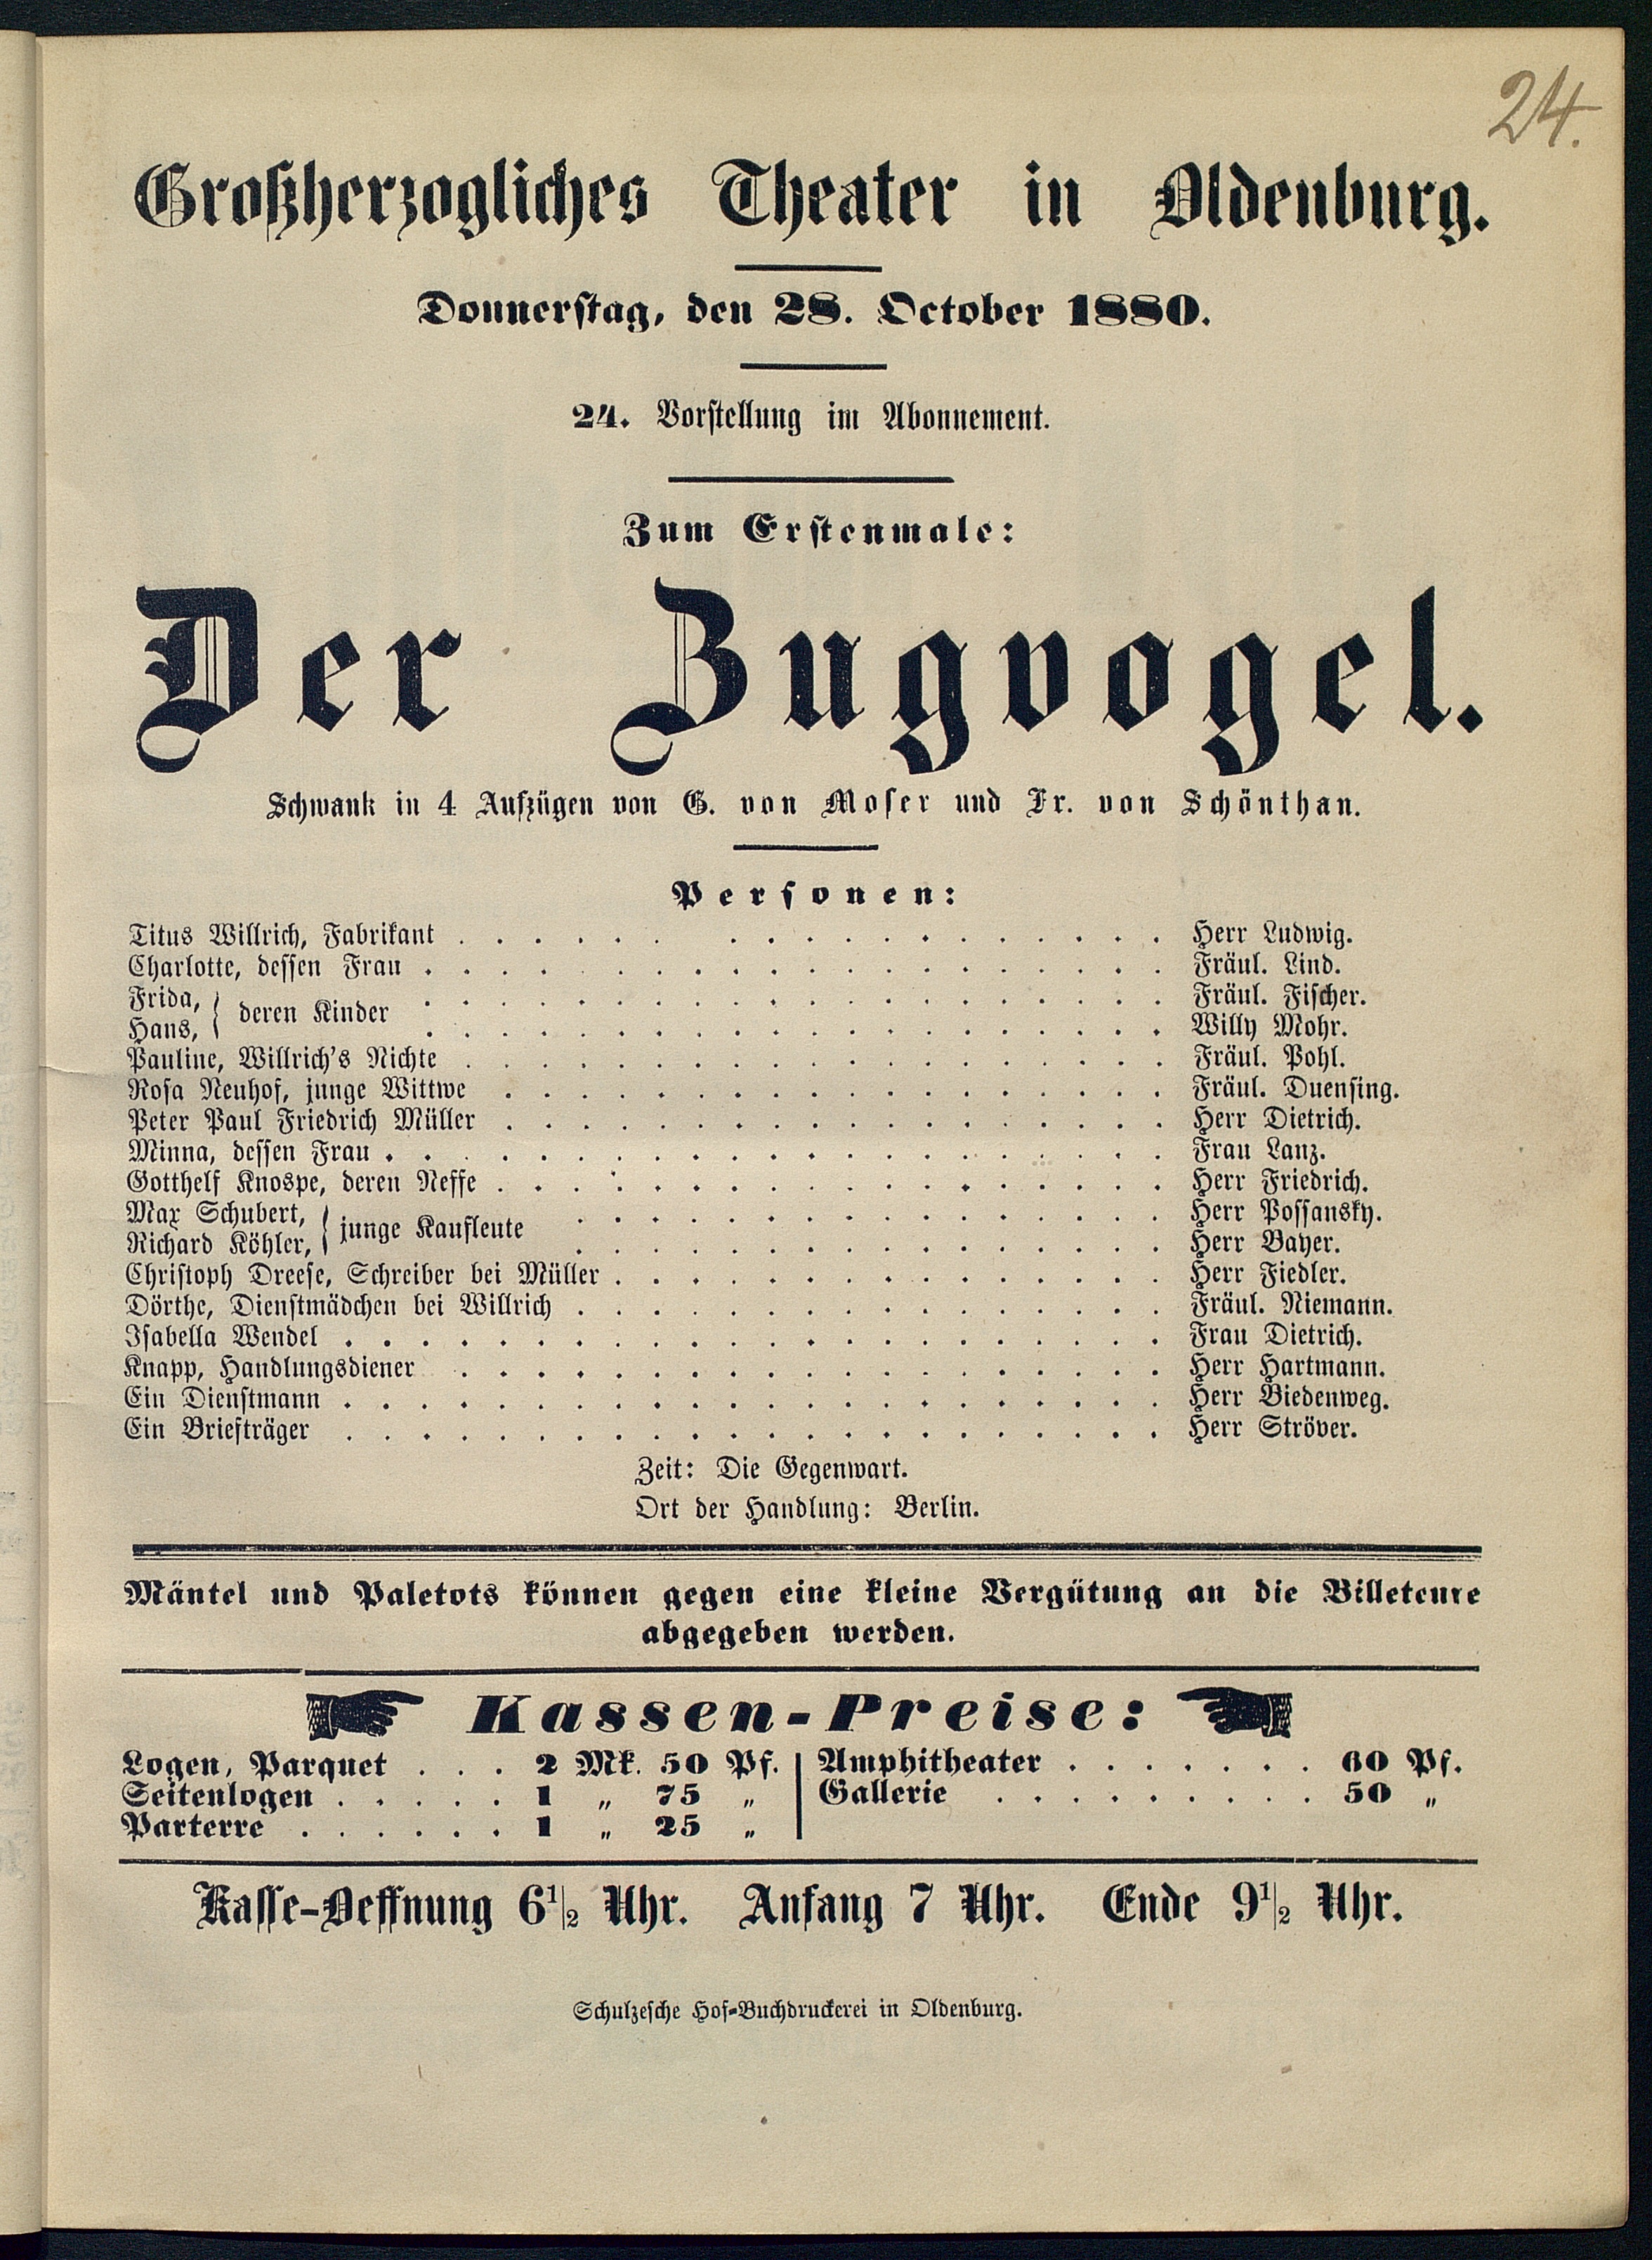 24.
Großherzogliches Theater in Oldenburg.
Donnerstag, den 28. October 1880.
24. Vorstellung im Abonnement.
Zum Erstenmale:
Der Zugvogel.
Schwank in 4 Aufzügen von G. von Moser und Fr. von Schönthan.
Personen:
Titus Willrich, Fabrikant . . . . . . . . . . . . . . . . . . Herr Ludwig.
Charlotte, dessen Frau . . . . . . . . . . . . . . . . . . . . Fräul. Lind.
Frida, } deren Kinder . . . . . . . . . . . . . . . . . . . . Fräul. Fischer.
Hans, } . . . . . . . . . . . . . . . . . . . . Willy Mohr.
Pauline, Willrich's Nichte . . . . . . . . . . . . . . . . . . . Fräul. Pohl.
Rosa Neuhof, junge Wittwe . . . . . . . . . . . . . . . . . . Fräul. Duensing.
Peter Paul Friedrich Müller . . . . . . . . . . . . . . . . . . Herr Dietrich.
Minna, dessen Frau . . . . . . . . . . . . . . . . . . . . . Frau Lanz.
Gotthelf Knospe, deren Neffe . . . . . . . . . . . . . . . . . . Herr Friedrich.
Max Schubert, } junge Kaufleute . . . . . . . . . . . . . . . . Herr Possansky.
Richard Köhler, } . . . . . . . . . . . . . . . . Herr Bayer.
Christoph Dreese, Schreiber bei Müller . . . . . . . . . . . . . . . Herr Fiedler.
Dörthe, Dienstmädchen bei Willrich . . . . . . . . . . . . . . . . Fräul. Niemann.
Isabella Wendel . . . . . . . . . . . . . . . . . . . . . . Frau Dietrich.
Knapp, Handlungsdiener . . . . . . . . . . . . . . . . . . . Herr Hartmann.
Ein Dienstmann . . . . . . . . . . . . . . . . . . . . . . Herr Biedenweg.
Ein Briefträger . . . . . . . . . . . . . . . . . . . . . . Herr Ströver.
Zeit: Die Gegenwart.
Ort der Handlung: Berlin.
Mäntel und Paletots können gegen eine kleine Vergütung an die Billeteure
abgegeben werden.
Kassen-Preise:
Logen, Parquet . . . 2 Mk. 50 Pf.
Seitenlogen . . . . . 1 „ 75 „
Parterre . . . . . . 1 „ 25 „
Amphitheater . . . . . . . 60 Pf.
Gallerie . . . . . . . . . 50 „
Kasse-Oeffnung 6 1/2 Uhr. Anfang 7 Uhr. Ende 9 1/2 Uhr.
Schulzesche Hof-Buchdruckerei in Oldenburg.